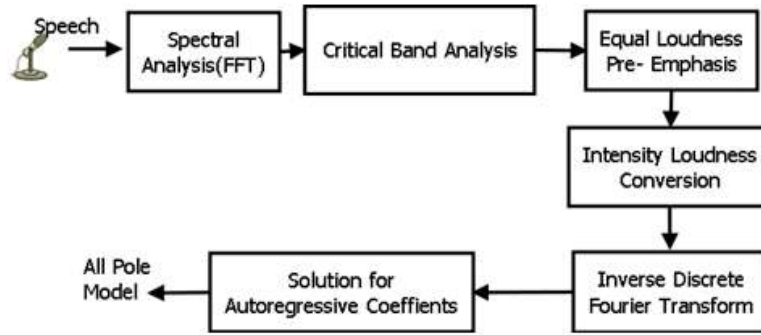 Speech
Spectral
Analysis(FFT)
Critical Band Analysis
Equal Loudness
Pre- Emphasis
Intensity Loudness
Conversion
Inverse Discrete
Fourier Transform
Solution for
Autoregressive Coeffients
All Pole
Model